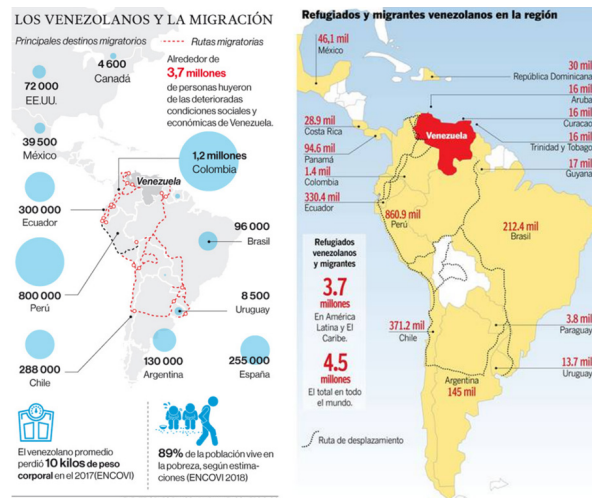 LOS VENEZOLANOS Y LA MIGRACIÓN
Principales destinos migratorios
Rutas migratorias
4 600
Canadá
Alrededor de
3,7 millones
de personas huyeron
de las deterioradas
condiciones sociales y
económicas de Venezuela.
72 000
EE.UU.
39 500
México
1,2 millones
Colombia
Venezuela
300 000
Ecuador
96 000
Brasil
800 000
Perú
8 500
Uruguay
288 000
Chile
130 000
Argentina
255 000
España
El venezolano promedio
perdió 10 kilos de peso
corporal en el 2017(ENCOVI)
89% de la población vive en
la pobreza, según estima-
ciones (ENCOVI 2018)
Refugiados y migrantes venezolanos en la región
46,1 mil
México
30 mil
República Dominicana
16 mil
Aruba
16 mil
Curacao
16 mil
Trinidad y Tobago
17 mil
Guyana
28.9 mil
Costa Rica
94.6 mil
Panamá
1.4 mil
Colombia
330.4 mil
Ecuador
Venezuela
860.9 mil
Perú
212.4 mil
Brasil
Refugiados
venezolanos
y migrantes
3.7
millones
En América
Latina y El
Caribe.
4.5
millones
El total en todo
el mundo.
371.2 mil
Chile
3.8 mil
Paraguay
13.7 mil
Uruguay
Argentina
145 mil
Ruta de desplazamiento